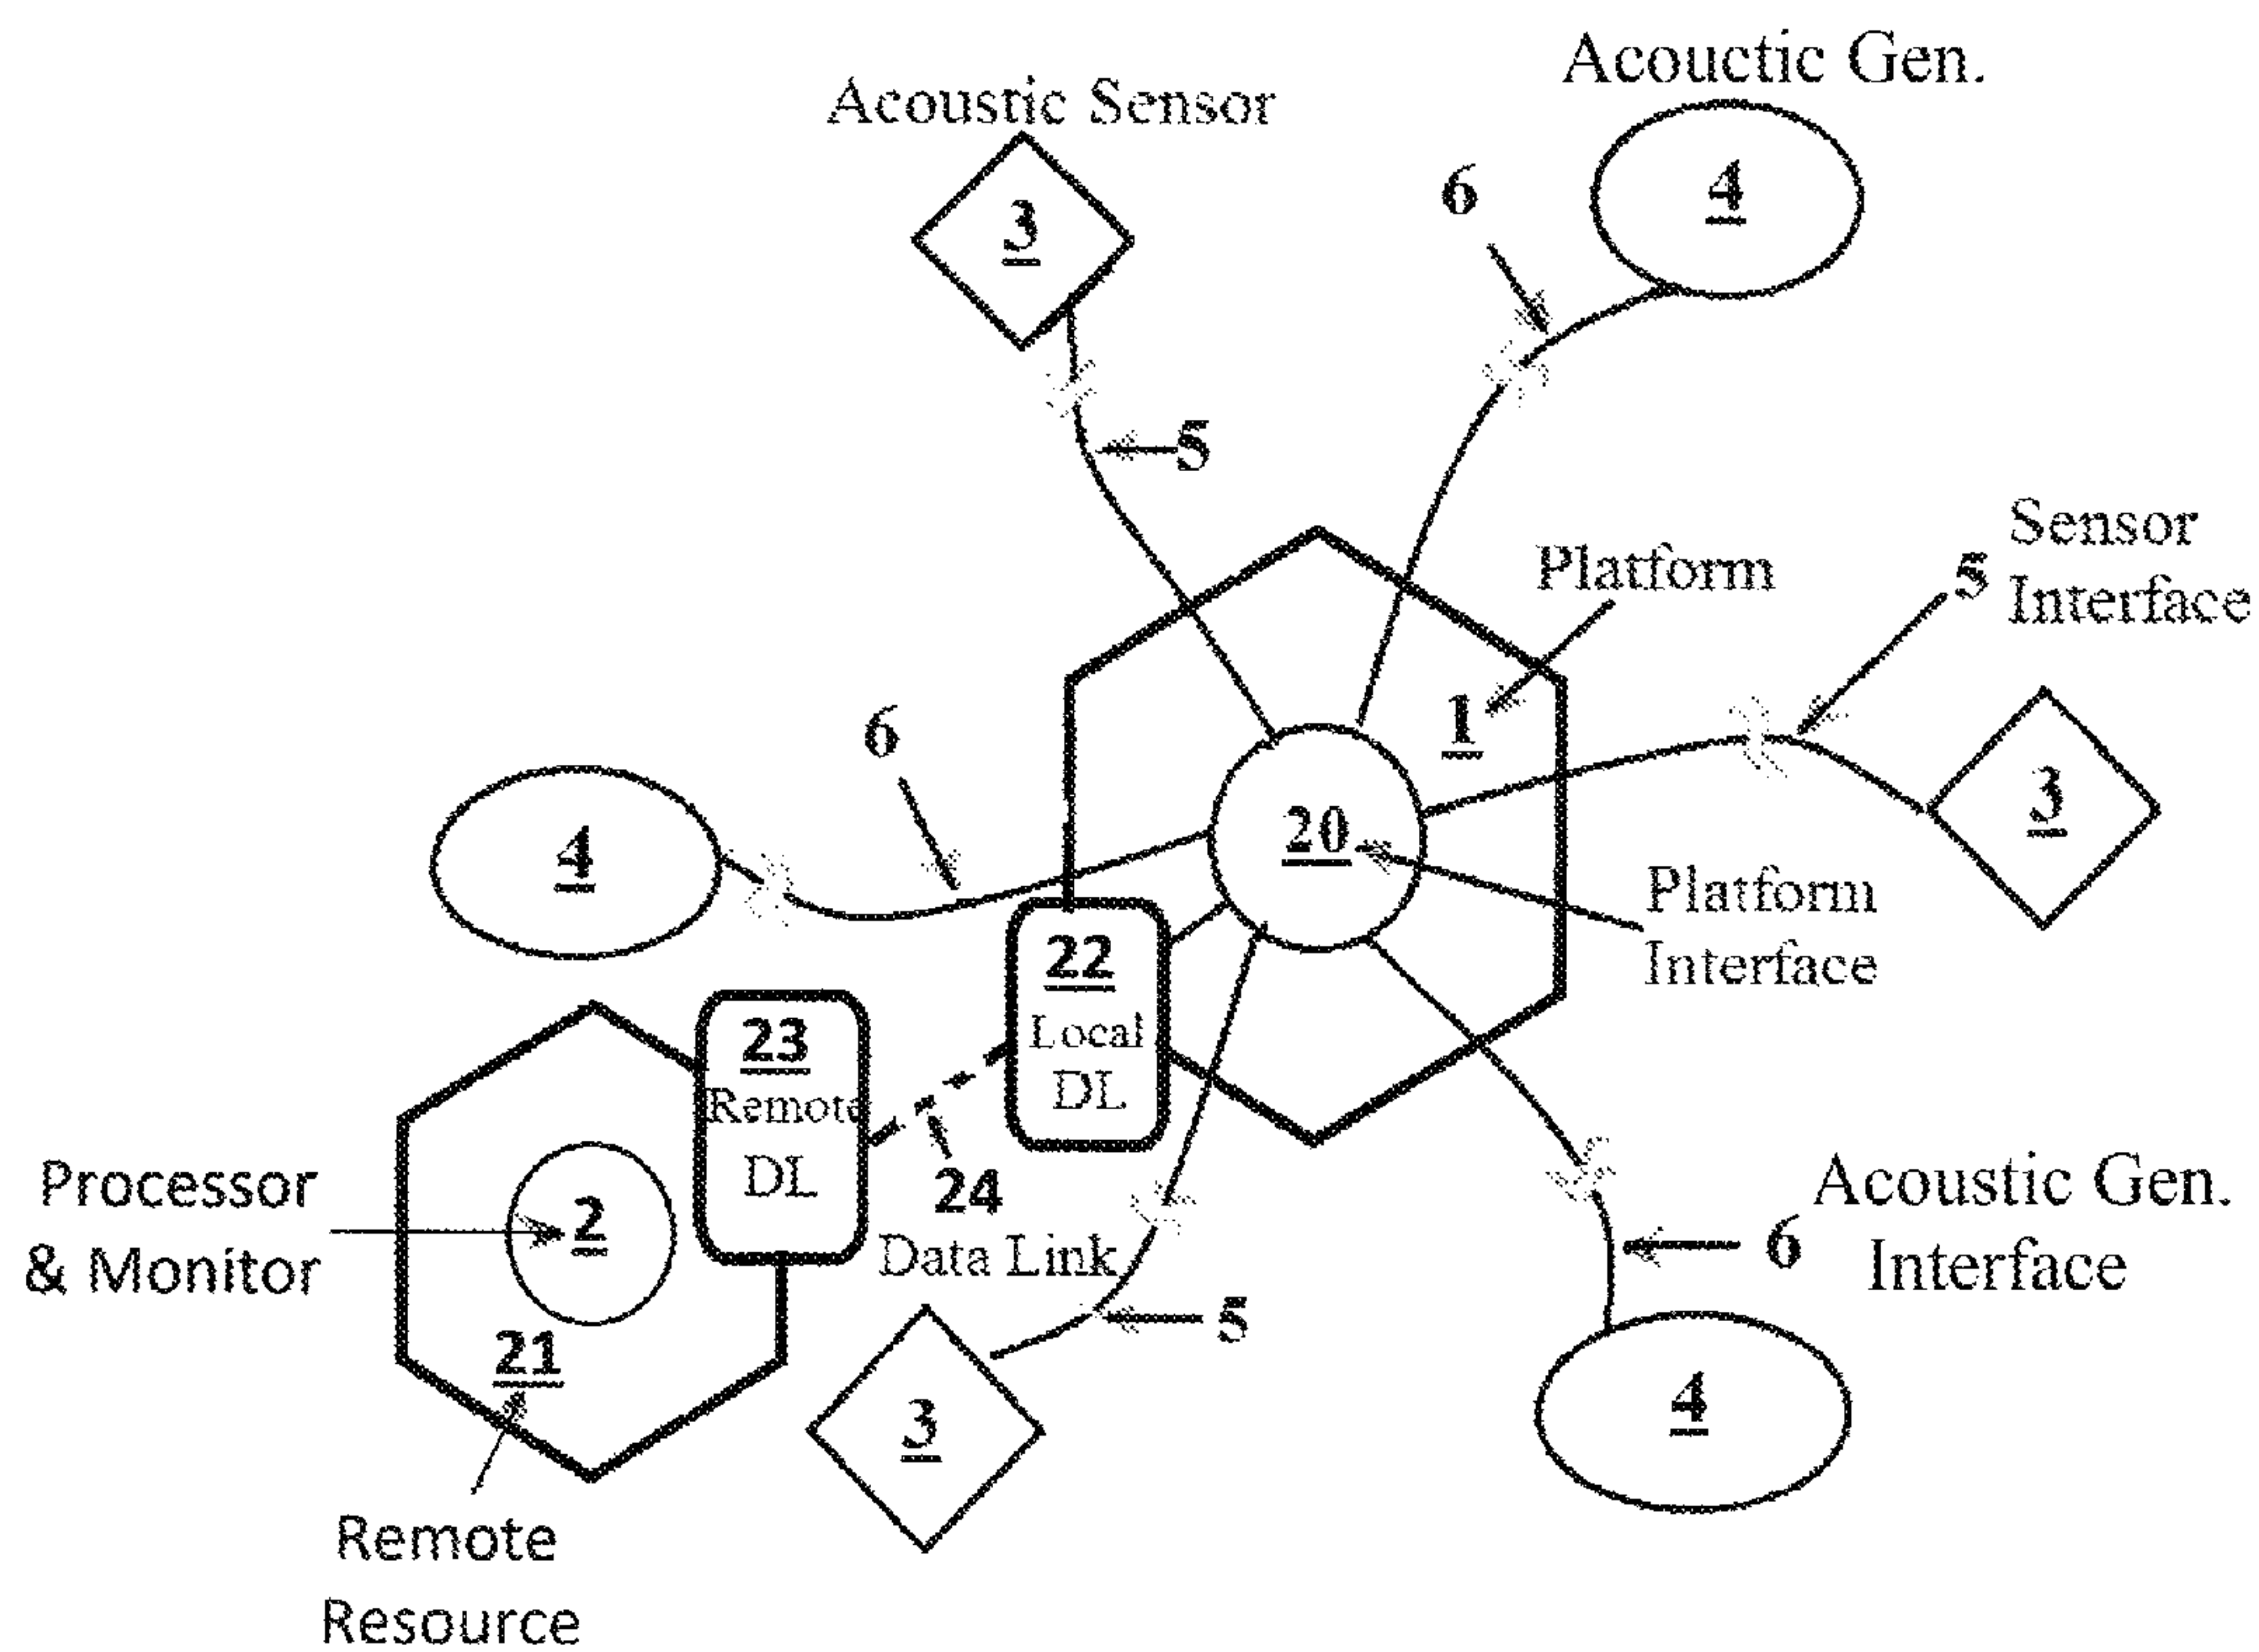 Acouctic Gen.
Acoustic Sensor
4
6
3
5
Sensor
5
Interface
Platform
1
6
3
20
4
Platform
Interface
22
Local
DL
23
Remote
DL
24
Data Link
Processor
& Monitor
2
Acoustic Gen.
6
Interface
5
21
3
4
Remote
Resource